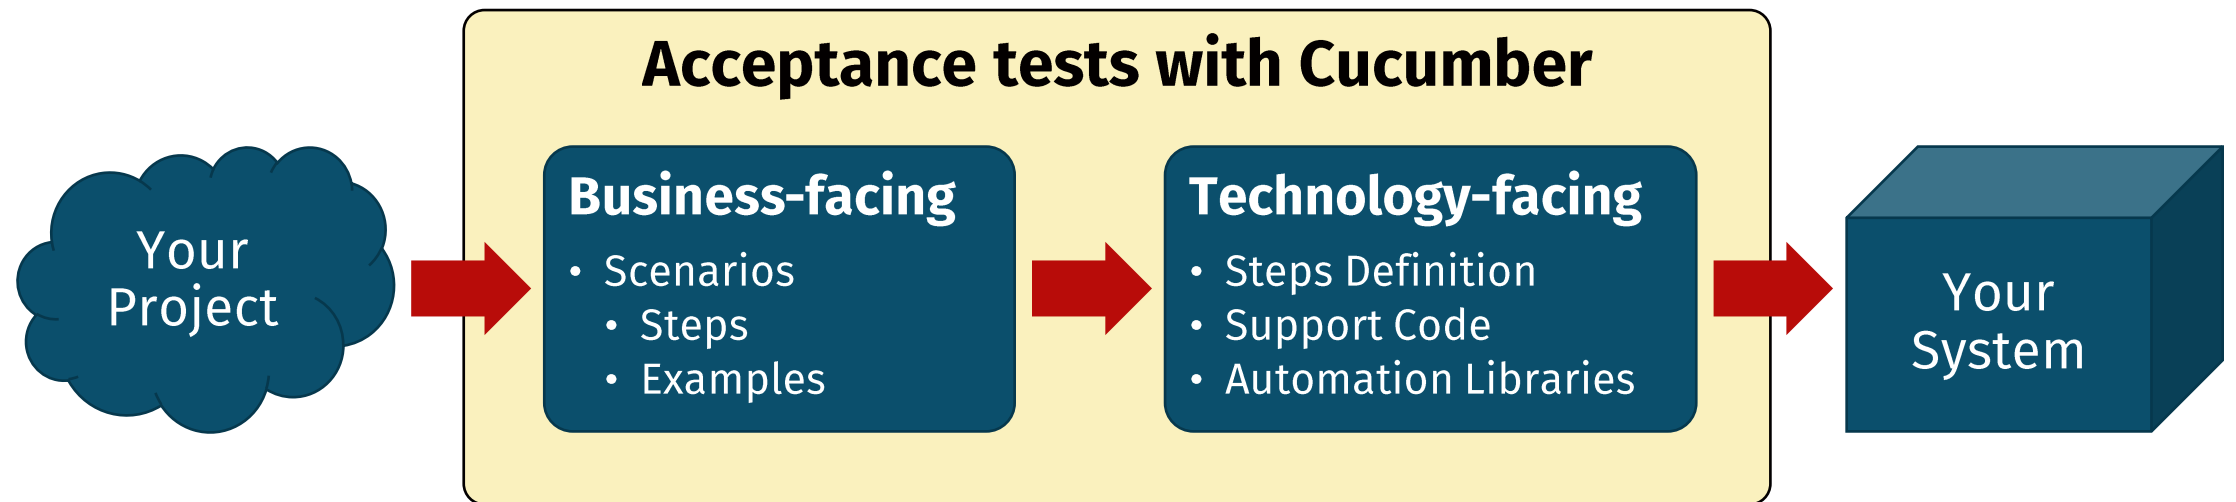 Acceptance tests with Cucumber
Your
Project
Business-facing
• Scenarios
• Steps
• Examples
Technology-facing
• Steps Definition
• Support Code
• Automation Libraries
Your
System